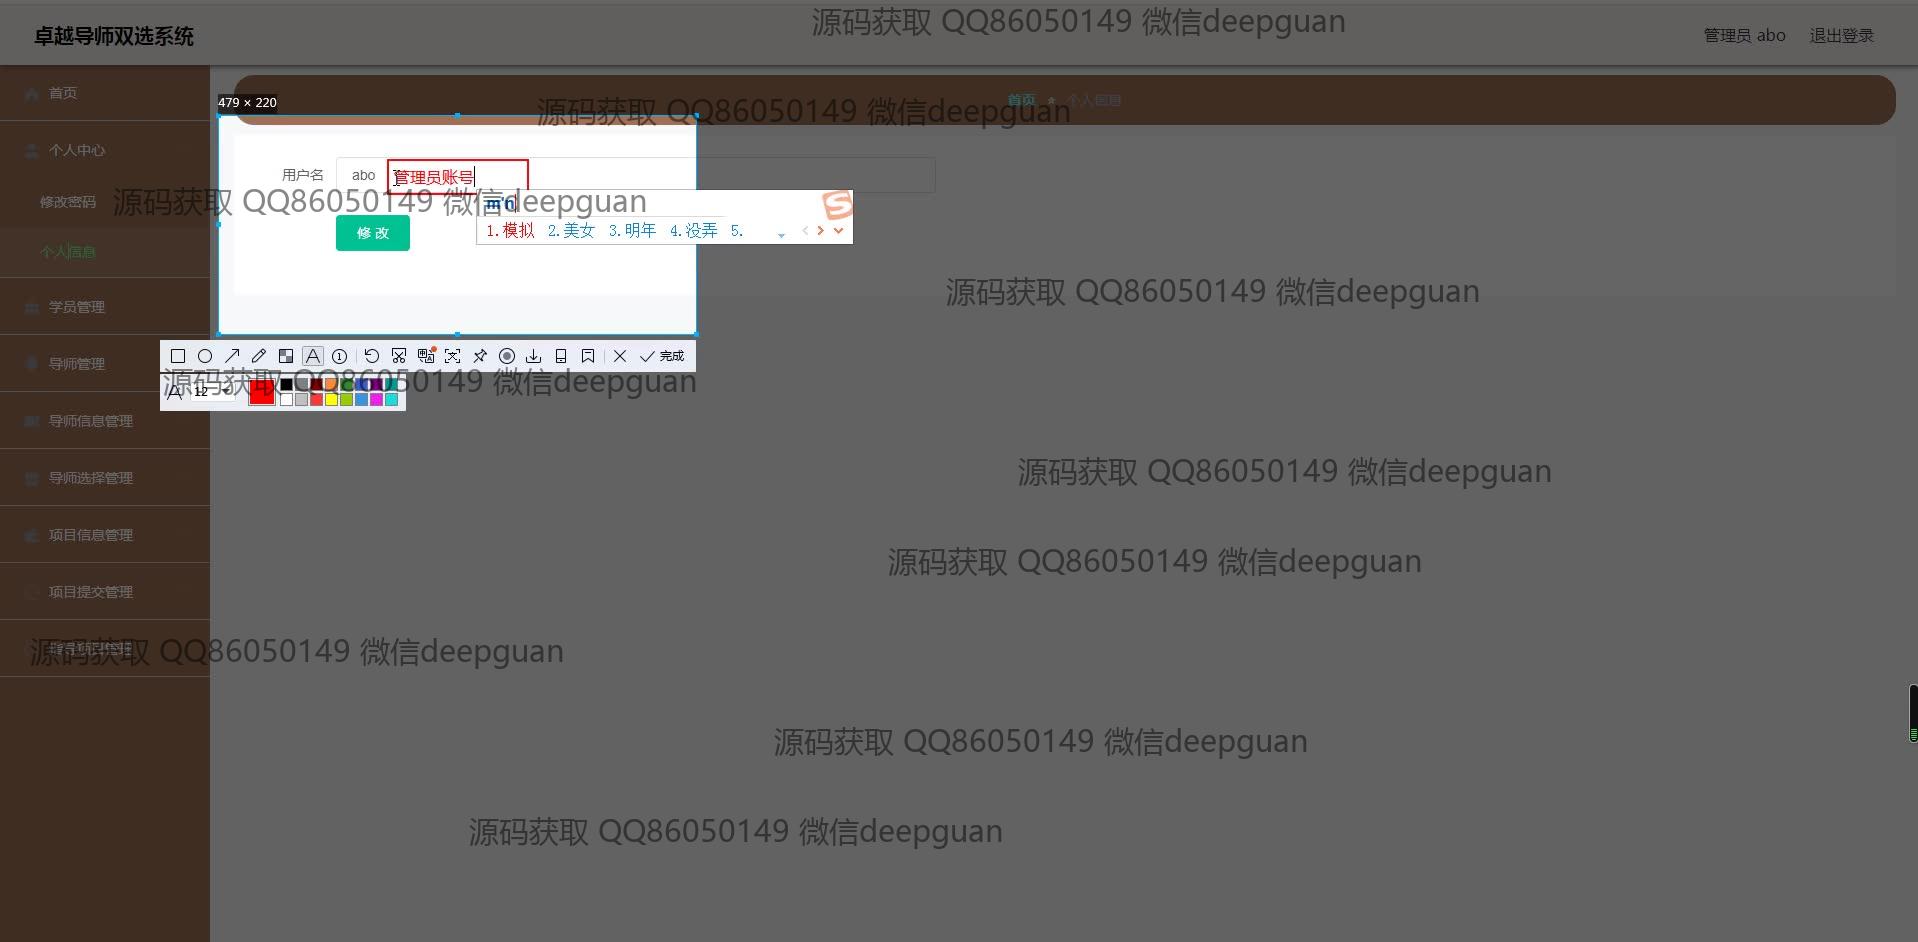 源码获取 QQ86050149 微信deepguan
卓越导师双选系统
管理员 abo
退出登录
首页
479 × 220
首页
个人信息
源码获取 QQ86050149 微信deepguan
个人中心
用户名
abo
管理员账号
修改密码
源码获取 QQ86050149 微信deepguan
m'n
修 改
1.模拟 2.美女 3.明年 4.没弄 5.
个人信息
源码获取 QQ86050149 微信deepguan
学员管理
导师管理
完成
源码获取 QQ86050149 微信deepguan
12
导师信息管理
导师选择管理
源码获取 QQ86050149 微信deepguan
项目信息管理
源码获取 QQ86050149 微信deepguan
项目提交管理
源码获取 QQ86050149 微信deepguan
源码获取 QQ86050149 微信deepguan
源码获取 QQ86050149 微信deepguan